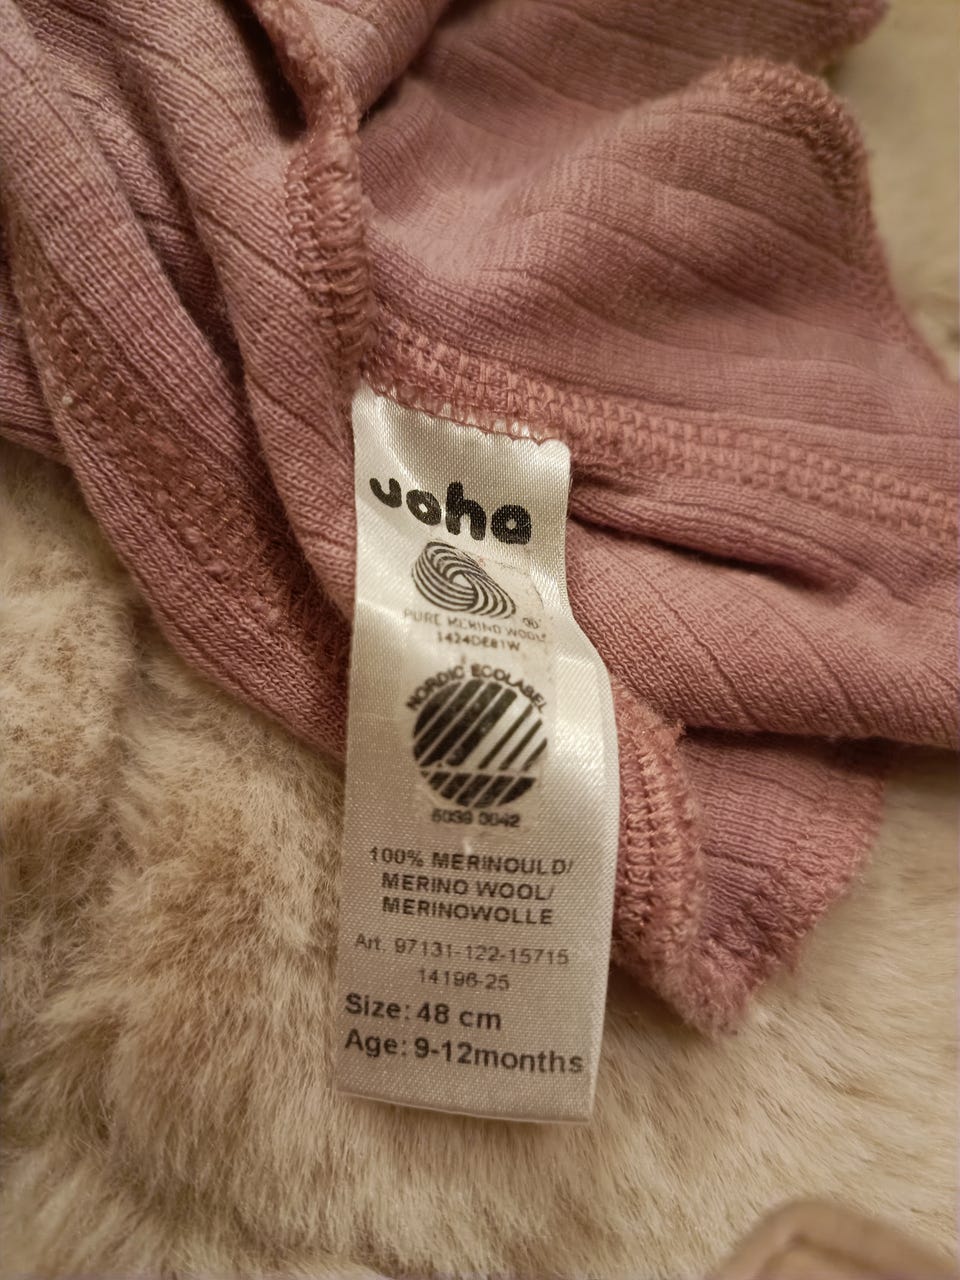 Joha
®
PURE MERINO WOOL
1424DE81W
NORDIC ECOLABEL
5039 0042
100% MERINOULD/
MERINO WOOL/
MERINOWOLLE
Art. 97131-122-15715
14196-25
Size: 48 cm
Age: 9-12months